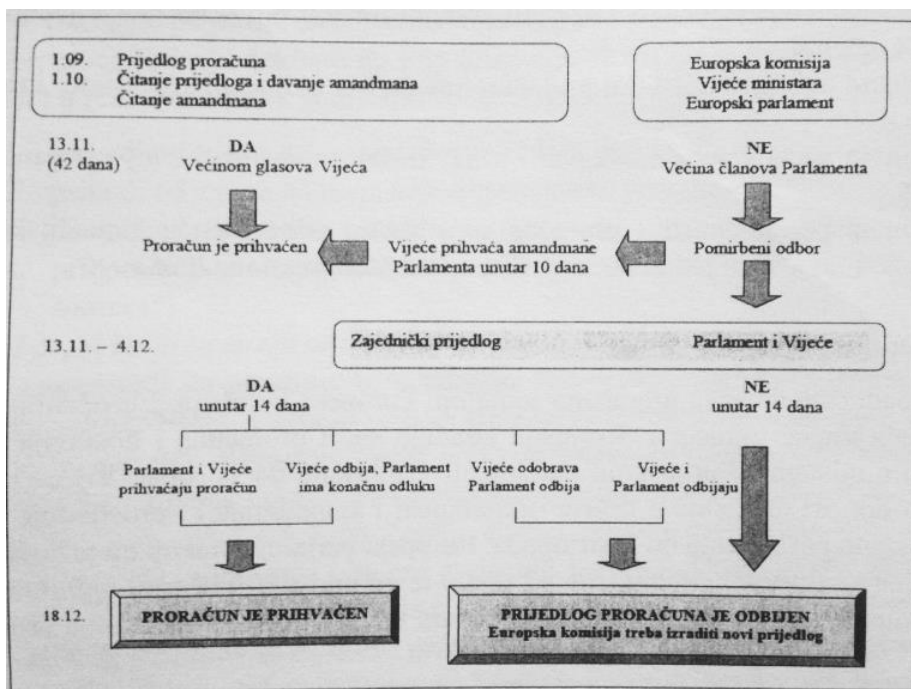 1.09. Prijedlog proračuna
1.10. Čitanje prijedloga i davanje amandmana
Čitanje amandmana
Europska komisija
Vijeće ministara
Europski parlament
13.11.
(42 dana)
DA
Većinom glasova Vijeća
NE
Većina članova Parlamenta
Proračun je prihvaćen
Vijeće prihvaća amandmane
Parlamenta unutar 10 dana
Pomirbeni odbor
13.11. – 4.12.
Zajednički prijedlog
Parlament i Vijeće
DA
unutar 14 dana
NE
unutar 14 dana
Parlament i Vijeće
prihvaćaju proračun
Vijeće odbija, Parlament
ima konačnu odluku
Vijeće odobrava
Parlament odbija
Vijeće i
Parlament odbijaju
18.12.
PRORAČUN JE PRIHVAĆEN
PRIJEDLOG PRORAČUNA JE ODBIJEN
Europska komisija treba izraditi novi prijedlog